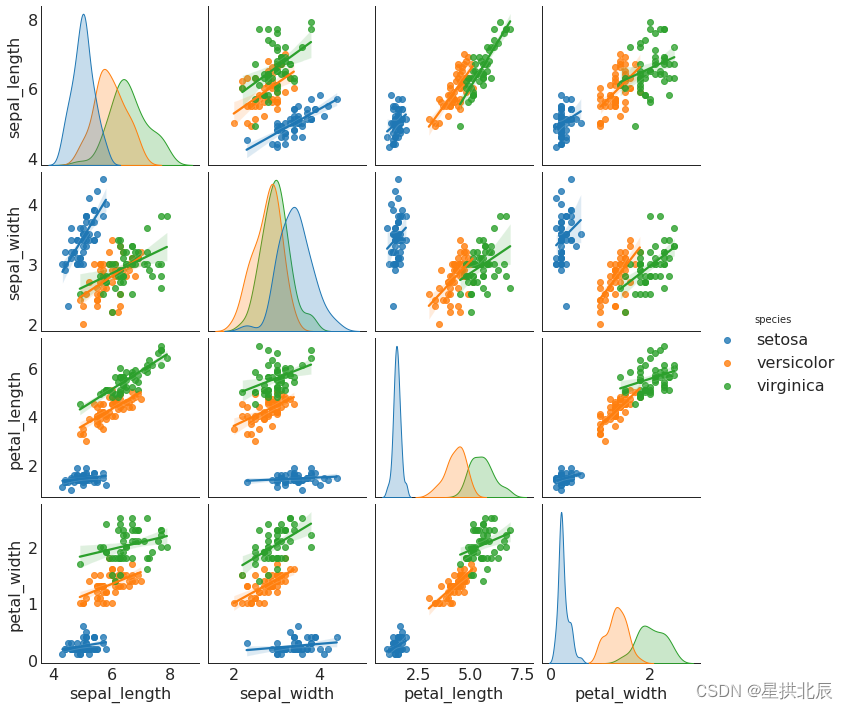 sepal_length
8
6
4
sepal_width
4
3
2
petal_length
6
4
2
petal_width
2
1
0
4 6 8
2 4
2.5 5.0 7.5
0 2
sepal_length sepal_width petal_length petal_width
species
setosa
versicolor
virginica
CSDN @星拱北辰